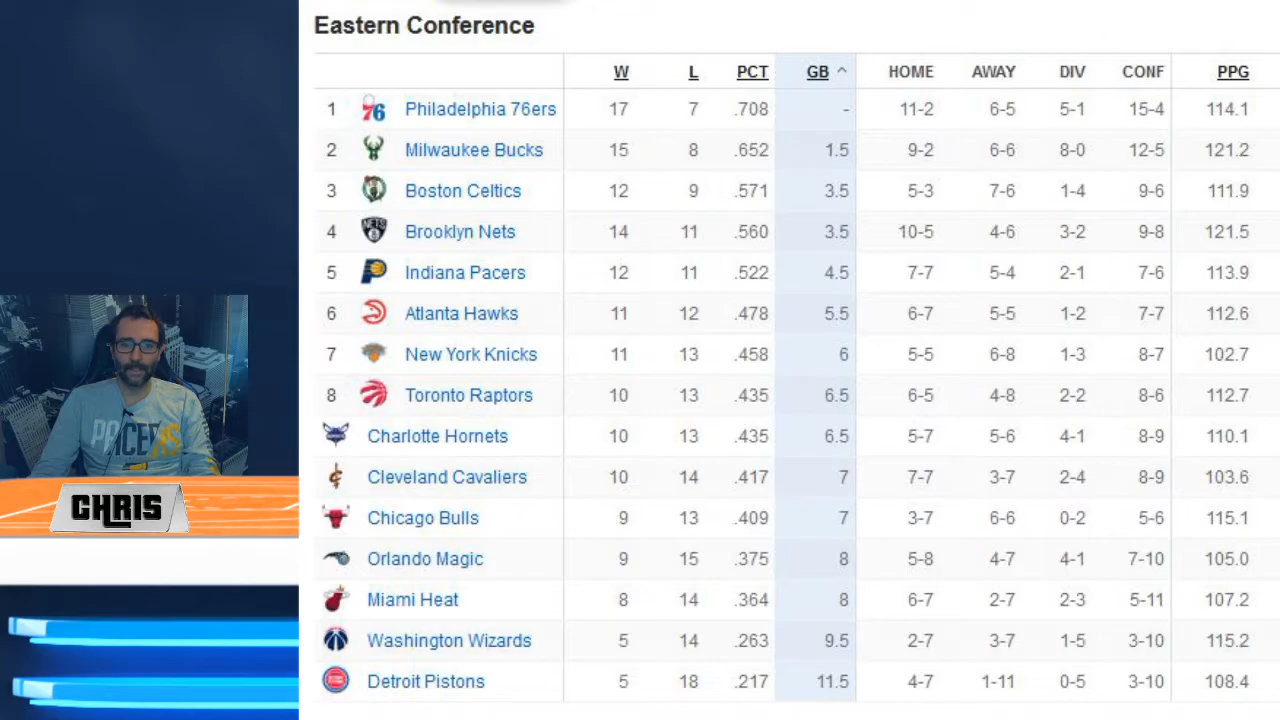 Eastern Conference
W L PCT GB HOME AWAY DIV CONF PPG
1 76 Philadelphia 76ers 17 7 .708 - 11-2 6-5 5-1 15-4 114.1
2 Milwaukee Bucks 15 8 .652 1.5 9-2 6-6 8-0 12-5 121.2
3 Boston Celtics 12 9 .571 3.5 5-3 7-6 1-4 9-6 111.9
4 NETS Brooklyn Nets 14 11 .560 3.5 10-5 4-6 3-2 9-8 121.5
5 Indiana Pacers 12 11 .522 4.5 7-7 5-4 2-1 7-6 113.9
6 Atlanta Hawks 11 12 .478 5.5 6-7 5-5 1-2 7-7 112.6
7 New York Knicks 11 13 .458 6 5-5 6-8 1-3 8-7 102.7
8 Toronto Raptors 10 13 .435 6.5 6-5 4-8 2-2 8-6 112.7
Charlotte Hornets 10 13 .435 6.5 5-7 5-6 4-1 8-9 110.1
Cleveland Cavaliers 10 14 .417 7 7-7 3-7 2-4 8-9 103.6
Chicago Bulls 9 13 .409 7 3-7 6-6 0-2 5-6 115.1
Orlando Magic 9 15 .375 8 5-8 4-7 4-1 7-10 105.0
Miami Heat 8 14 .364 8 6-7 2-7 2-3 5-11 107.2
Washington Wizards 5 14 .263 9.5 2-7 3-7 1-5 3-10 115.2
Detroit Pistons 5 18 .217 11.5 4-7 1-11 0-5 3-10 108.4
PACERS
CHRIS